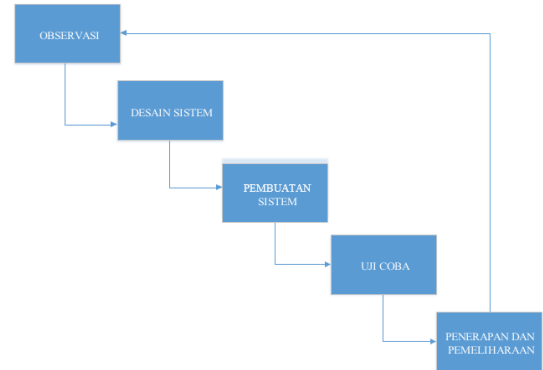 OBSERVASI
DESAIN SISTEM
PEMBUATAN
SISTEM
UJI COBA
PENERAPAN DAN
PEMELIHARAAN